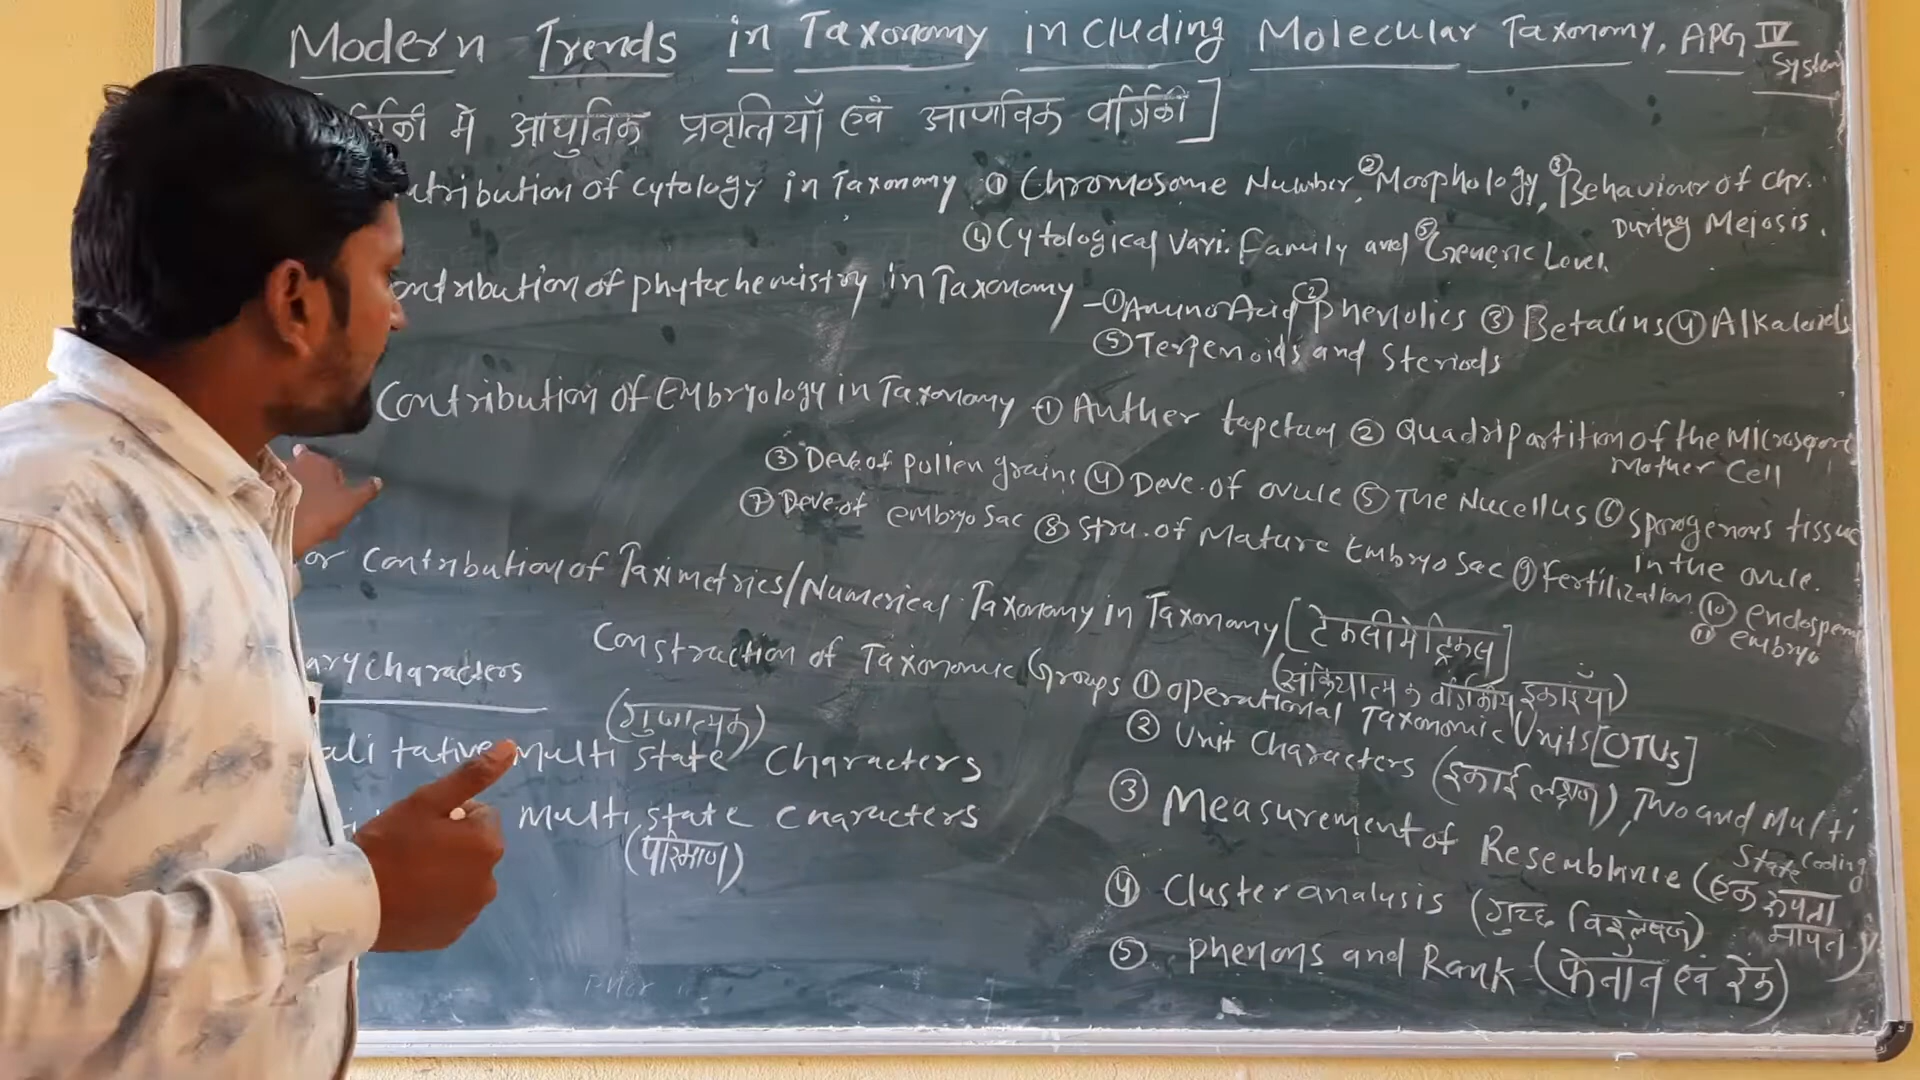 Modern Trends in Taxonomy including Molecular Taxonomy, APG IV System
में आधुनिक प्रवृत्तियाँ एवं आणविक वर्गिकी]
ntribution of cytology in Taxonomy ① Chromosome Number, ② Morphology, ③ Behaviour of Chr. During Meiosis.
④ Cytological Vari. family and ⑤ Generic Level.
ontribution of phytochemistry in Taxonomy - ① Amino Acid ② Phenolics ③ Betalins ④ Alkaloids
⑤ Terpenoids and Steriods
Contribution of Embryology in Taxonomy ① Anther tapetum ② Quadripartition of the Microspore Mother Cell
③ Deve. of pollen grains ④ Deve. of ovule ⑤ The Nucellus ⑥ Sporogenous tissue in the ovule.
⑦ Deve. of embryo sac ⑧ Stru. of Mature Embryo Sac ⑨ fertilization ⑩ endosperm
⑪ embryo
or Contribution of Taximetrics/Numerical Taxonomy in Taxonomy
Construction of Taxonomic Groups ① Operational Taxonomic Units [OTUs]
ary Characters
(गुणात्मक)
② Unit Characters (इकाई लक्षण), Two and Multi State Coding
alitative Multi state Characters
③ Measurement of Resemblance (एक रूपता मापन)
Multi state Characters
(परिमाण)
④ Cluster analysis (गुच्छ विश्लेषण)
⑤ Phenons and Rank (फेनॉन एवं रेंक)